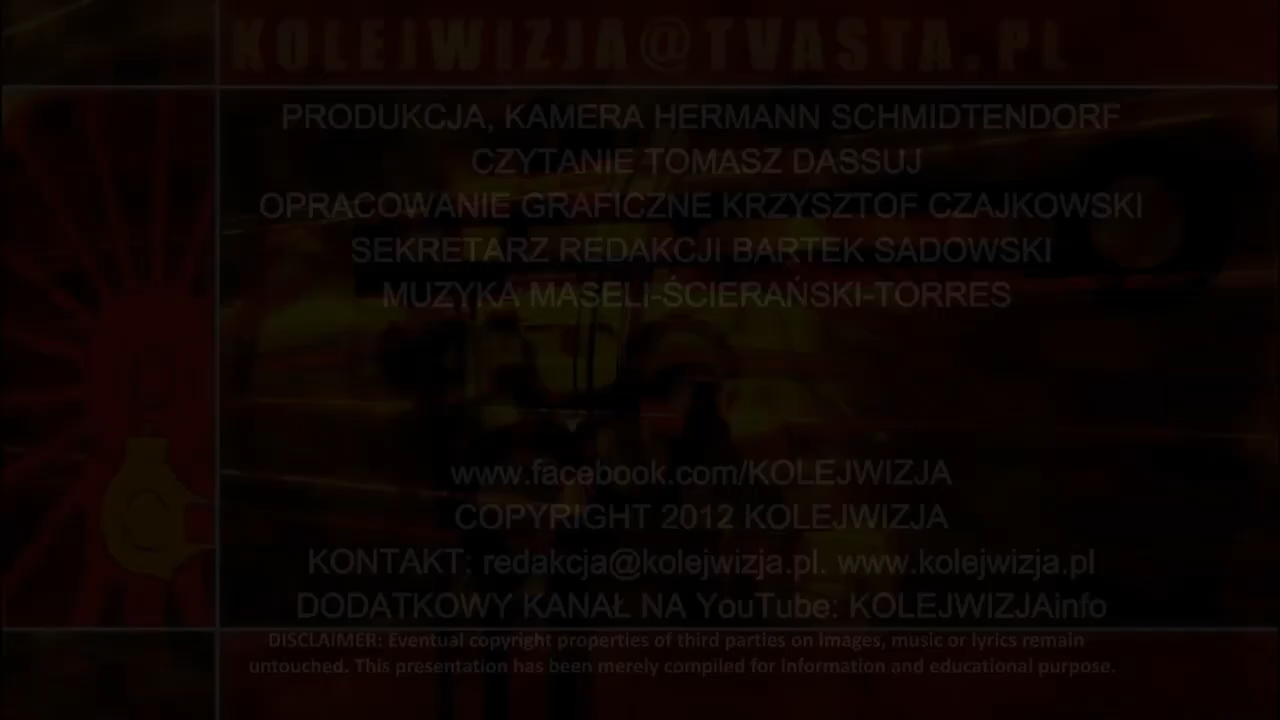 KOLEJWIZJA@TVASTA.PL
PRODUKCJA, KAMERA HERMANN SCHMIDTENDORF
CZYTANIE TOMASZ DASSUJ
OPRACOWANIE GRAFICZNE KRZYSZTOF CZAJKOWSKI
SEKRETARZ REDAKCJI BARTEK SADOWSKI
MUZYKA MASELI-ŚCIERAŃSKI-TORRES
www.facebook.com/KOLEJWIZJA
COPYRIGHT 2012 KOLEJWIZJA
KONTAKT: redakcja@kolejwizja.pl. www.kolejwizja.pl
DODATKOWY KANAŁ NA YouTube: KOLEJWIZJAinfo
DISCLAIMER: Eventual copyright properties of third parties on images, music or lyrics remain
untouched. This presentation has been merely compiled for information and educational purpose.